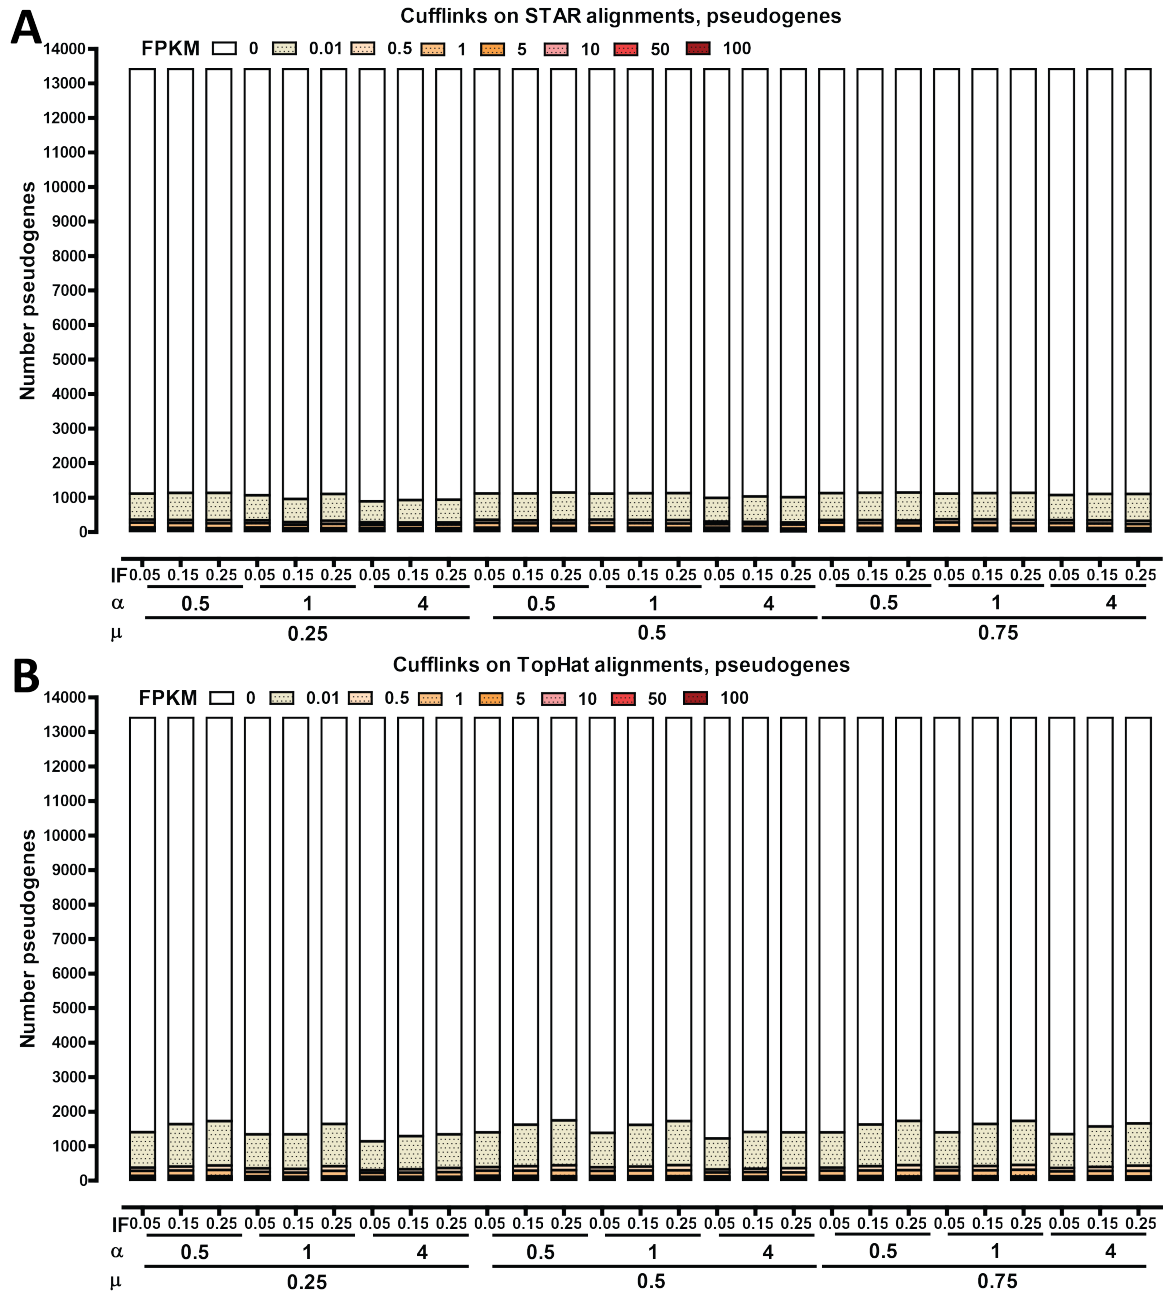 A
Cufflinks on STAR alignments, pseudogenes
FPKM 0 0.01 0.5 1 5 10 50 100
Number pseudogenes
14000
13000
12000
11000
10000
9000
8000
7000
6000
5000
4000
3000
2000
1000
0
IF 0.05 0.15 0.25 0.05 0.15 0.25 0.05 0.15 0.25 0.05 0.15 0.25 0.05 0.15 0.25 0.05 0.15 0.25 0.05 0.15 0.25 0.05 0.15 0.25 0.05 0.15 0.25
α 0.5 1 4 0.5 1 4 0.5 1 4
μ 0.25 0.5 0.75
B
Cufflinks on TopHat alignments, pseudogenes
FPKM 0 0.01 0.5 1 5 10 50 100
Number pseudogenes
14000
13000
12000
11000
10000
9000
8000
7000
6000
5000
4000
3000
2000
1000
0
IF 0.05 0.15 0.25 0.05 0.15 0.25 0.05 0.15 0.25 0.05 0.15 0.25 0.05 0.15 0.25 0.05 0.15 0.25 0.05 0.15 0.25 0.05 0.15 0.25 0.05 0.15 0.25
α 0.5 1 4 0.5 1 4 0.5 1 4
μ 0.25 0.5 0.75